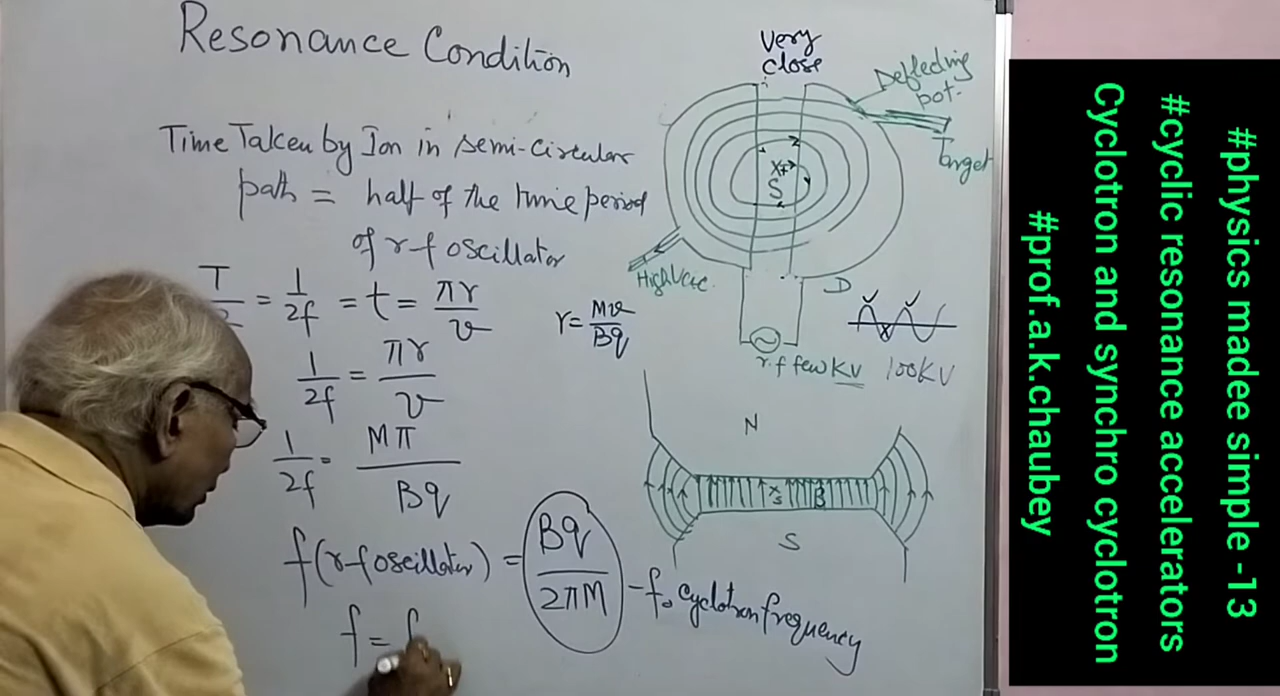 Resonance Condition
Time Taken by Ion in semi-circular
path = half of the time period
of r-f oscillator
T/2 = 1/2f = t = πr/v
r = Mv/Bq
1/2f = πr/v
1/2f = Mπ/Bq
f (r-f oscillator) = Bq/2πM - f₀ cyclotron frequency
f = f
Very
close
Deflecting
pot.
Target
x+
S
High Vac.
D
r.f few KV 100KV
N
x s B
S
#physics madee simple -13
#cyclic resonance accelerators
Cyclotron and synchro cyclotron
#prof.a.k.chaubey